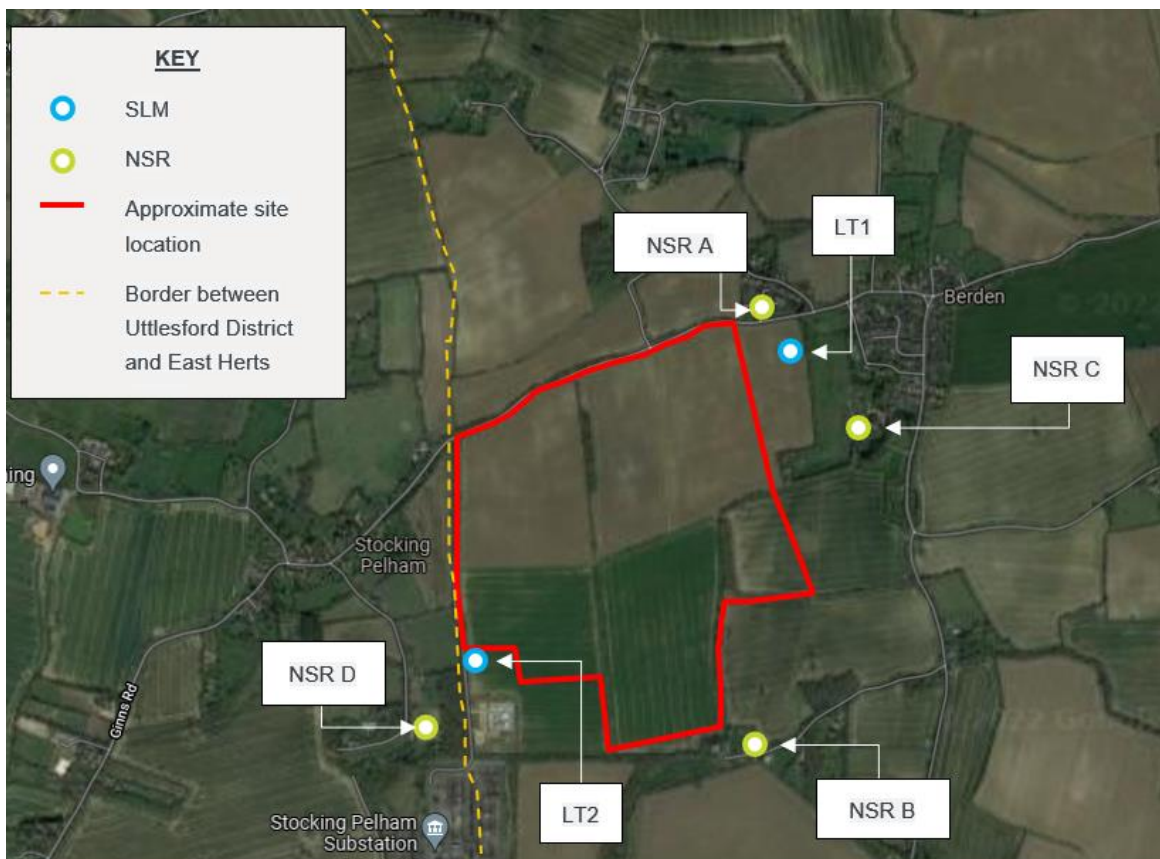 KEY
SLM
NSR
Approximate site
location
Border between
Uttlesford District
and East Herts
NSR A
LT1
Berden
NSR C
ning
Stocking
Pelham
NSR D
Ginns Rd
LT2
NSR B
Stocking Pelham
Substation